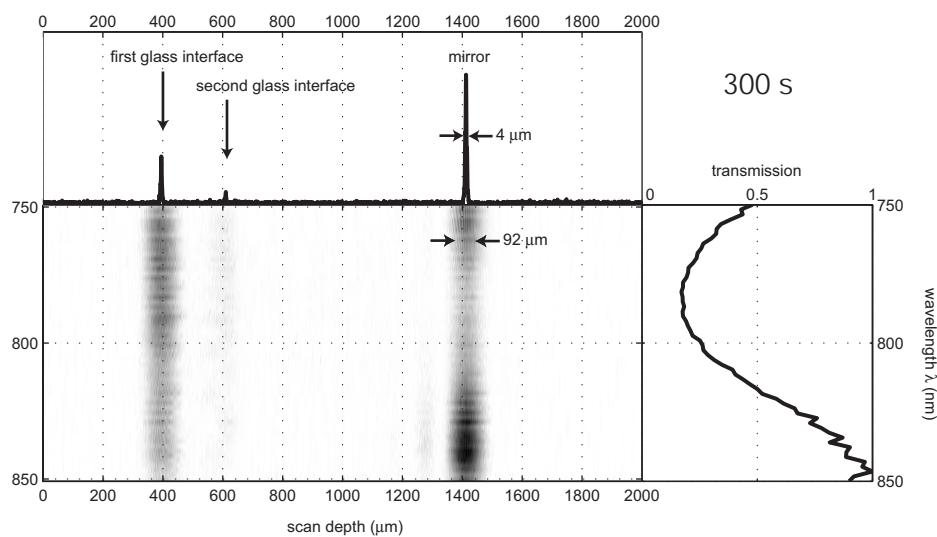 0 200 400 600 800 1000 1200 1400 1600 1800 2000
first glass interface
mirror
second glass interface
300 s
4 μm
transmission
0 0.5 1
750
750
92 μm
800
800
wavelength λ (nm)
850
850
0 200 400 600 800 1000 1200 1400 1600 1800 2000
scan depth (μm)